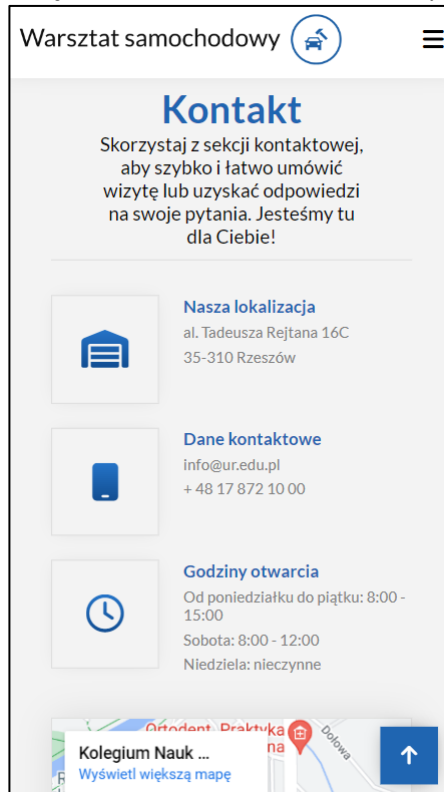 Warsztat samochodowy
Kontakt
Skorzystaj z sekcji kontaktowej,
aby szybko i łatwo umówić
wizytę lub uzyskać odpowiedzi
na swoje pytania. Jesteśmy tu
dla Ciebie!
Nasza lokalizacja
al. Tadeusza Rejtana 16C
35-310 Rzeszów
Dane kontaktowe
info@ur.edu.pl
+ 48 17 872 10 00
Godziny otwarcia
Od poniedziałku do piątku: 8:00 -
15:00
Sobota: 8:00 - 12:00
Niedziela: nieczynne
Ortodent Praktyka
Dołowa
Kolegium Nauk ...
Wyświetl większą mapę